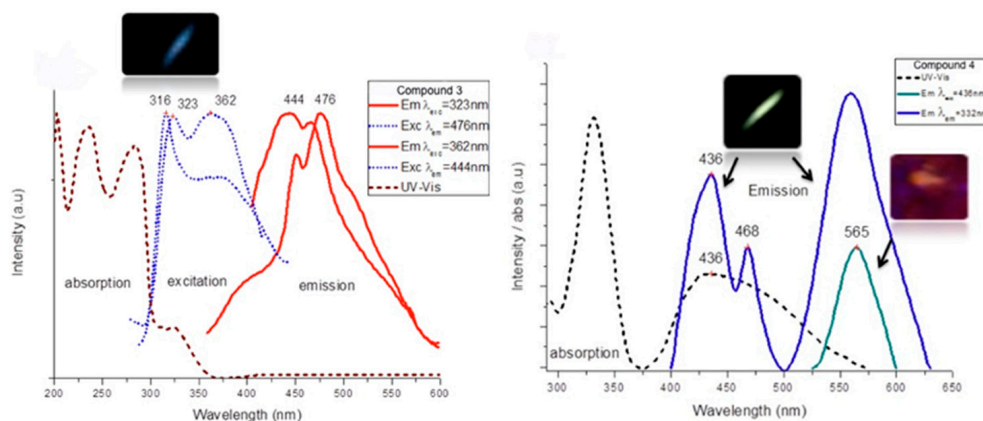 316
323
362
444
476
Compound 3
Em λexc=323nm
Exc λem=476nm
Em λexc=362nm
Exc λem=444nm
UV-Vis
Intensity (a.u)
absorption
excitation
emission
200 250 300 350 400 450 500 550 600
Wavelength (nm)
Compound 4
UV-Vis
Em λexc=436nm
Em λem=332nm
436
Emission
468
436
565
Intensity / abs (a.u)
absorption
300 350 400 450 500 550 600 650
Wavelength (nm)